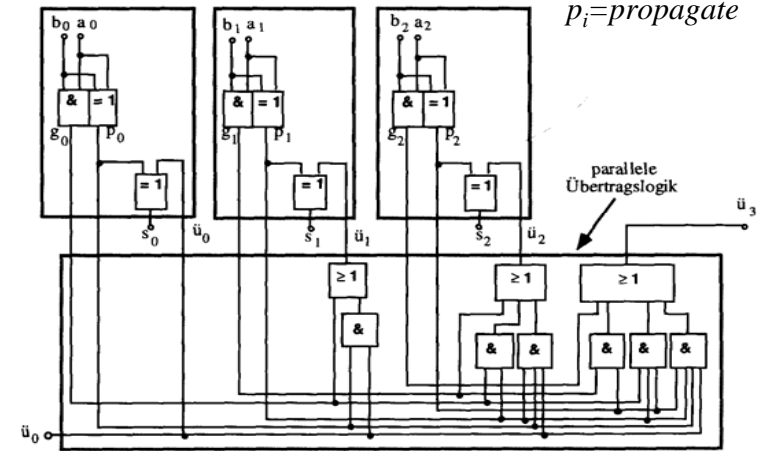 p_i=propagate
b0 a0
b1 a1
b2 a2
& =1
& =1
& =1
g0 p0
g1 p1
g2 p2
=1
=1
=1
parallele
Übertragslogik
s0 ü0
s1 ü1
s2 ü2
ü3
≥1
≥1
≥1
&
& &
& & &
ü0